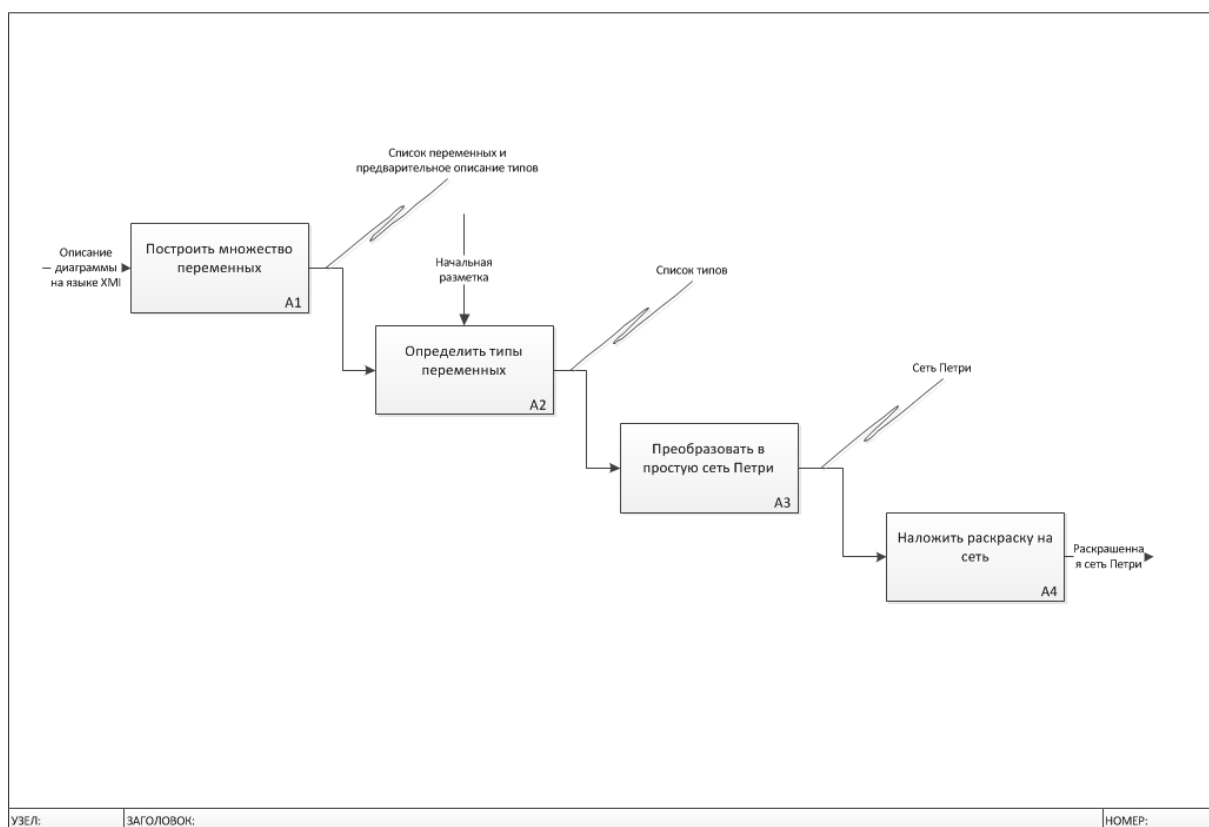 Список переменных и
предварительное описание типов
Описание
диаграммы
на языке XMI
Построить множество
переменных
A1
Начальная
разметка
Список типов
Определить типы
переменных
A2
Сеть Петри
Преобразовать в
простую сеть Петри
A3
Наложить раскраску на
сеть
A4
Раскрашенна
я сеть Петри
УЗЕЛ:
ЗАГОЛОВОК:
НОМЕР: